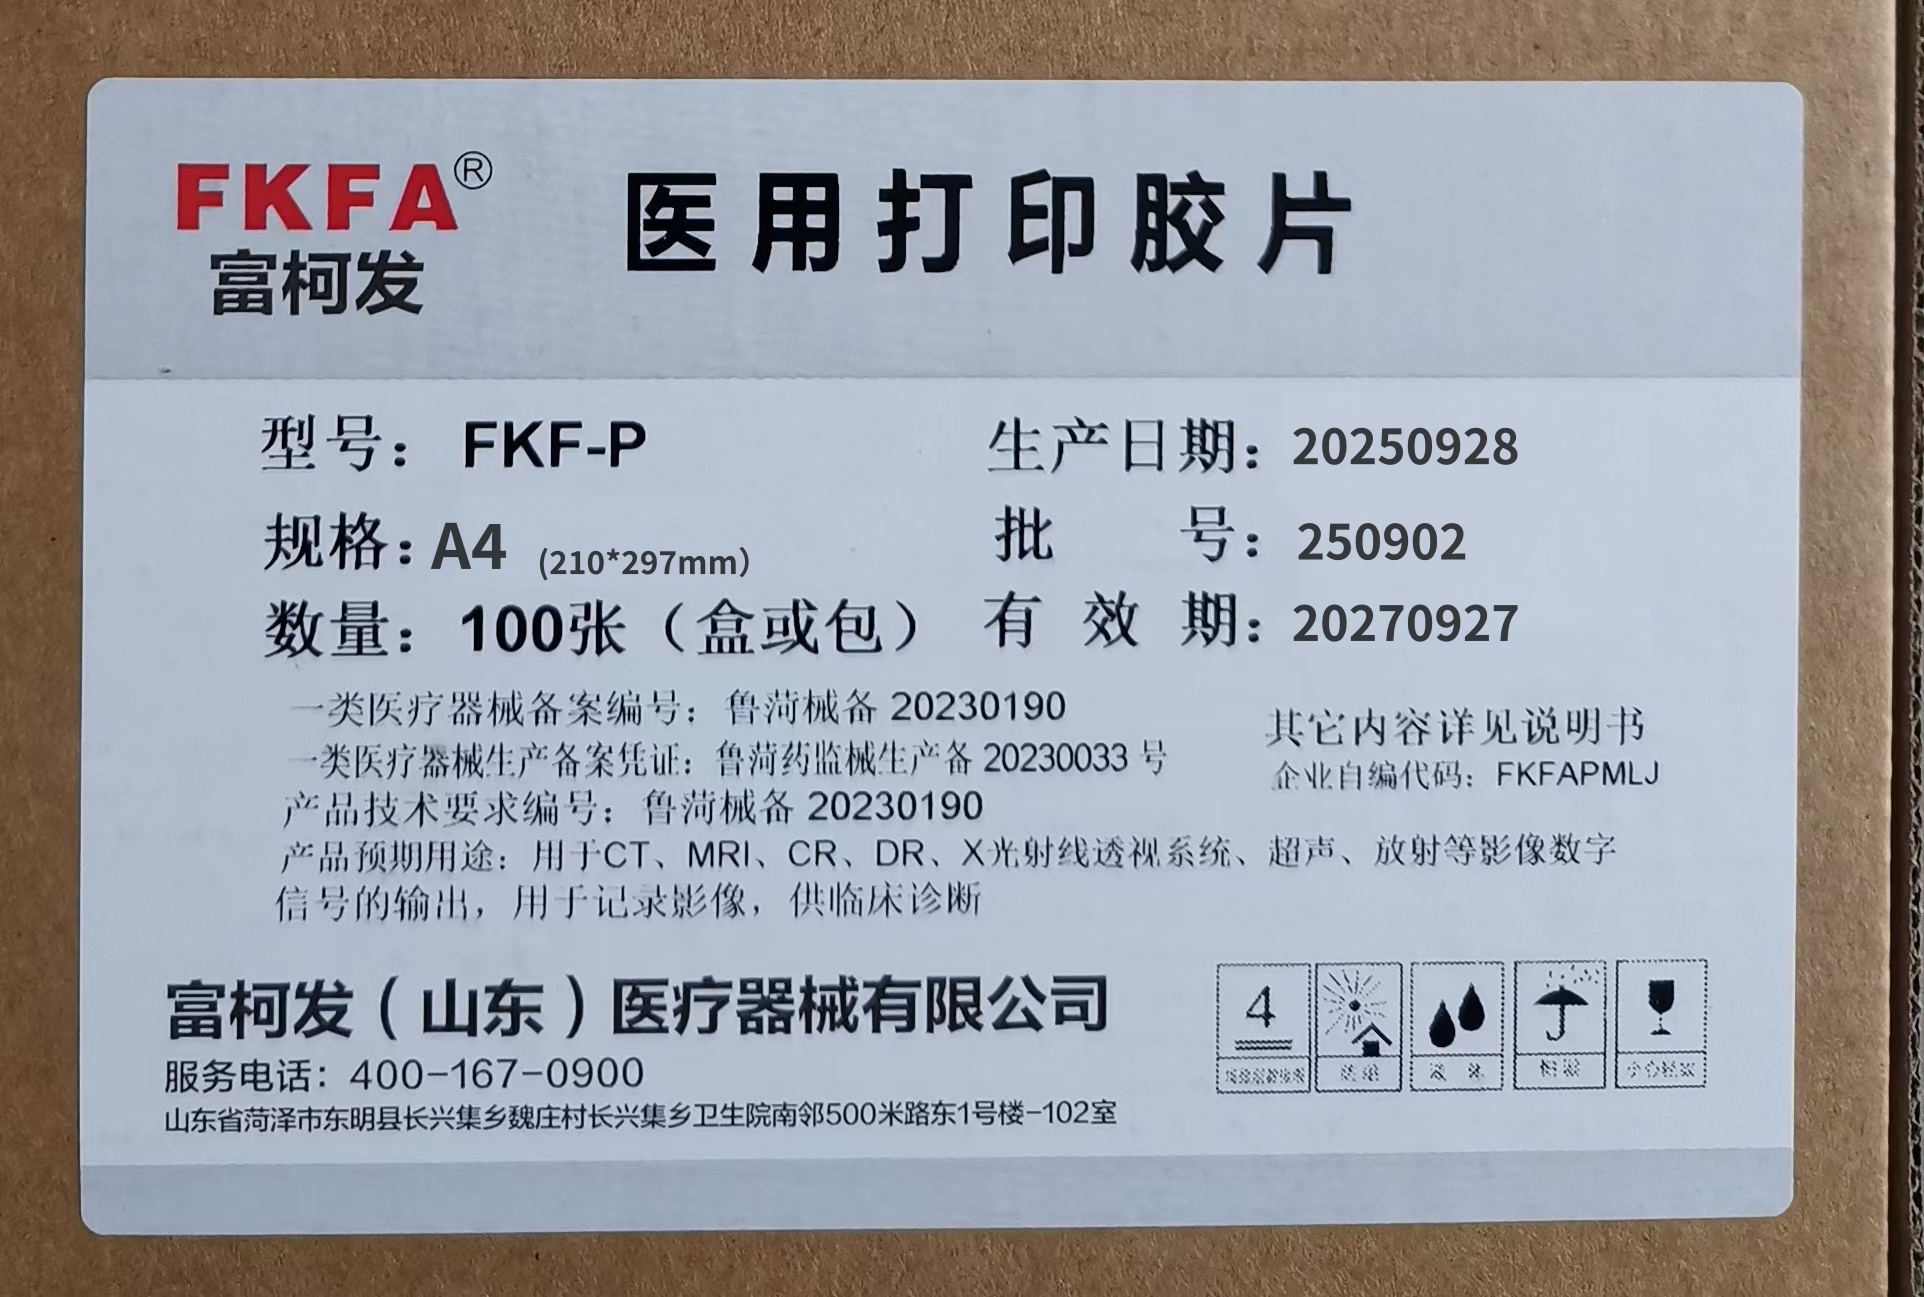 FKFA®
富柯发
医用打印胶片
型号： FKF-P
生产日期：20250928
规格：A4 (210*297mm）
批 号：250902
数量： 100张（盒或包）
有 效 期：20270927
一类医疗器械备案编号：鲁菏械备 20230190
一类医疗器械生产备案凭证：鲁菏药监械生产备 20230033 号
产品技术要求编号：鲁菏械备 20230190
其它内容详见说明书
企业自编代码：FKFAPMLJ
产品预期用途：用于CT、MRI、CR、DR、X光射线透视系统、超声、放射等影像数字
信号的输出，用于记录影像，供临床诊断
富柯发（山东）医疗器械有限公司
服务电话：400-167-0900
山东省菏泽市东明县长兴集乡魏庄村长兴集乡卫生院南邻500米路东1号楼-102室
4
小心轻放